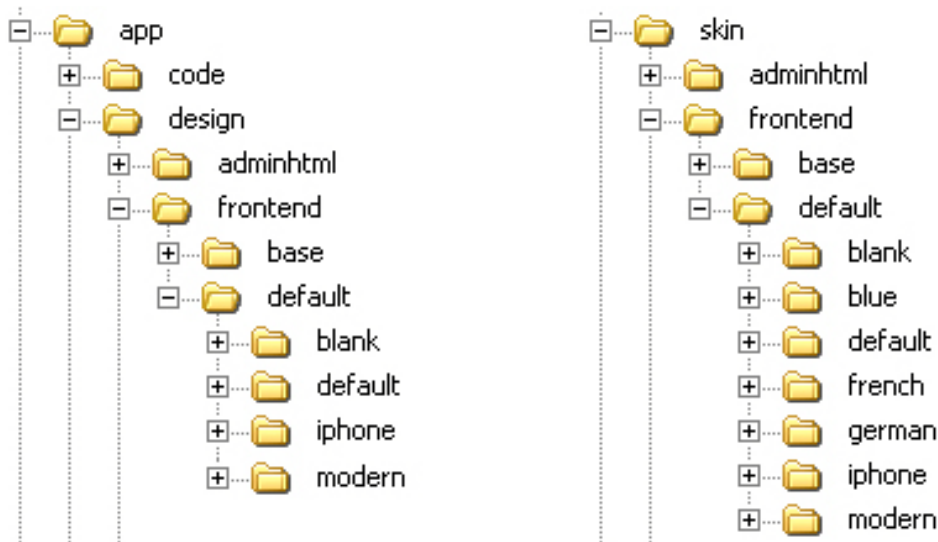 app
code
design
adminhtml
frontend
base
default
blank
default
iphone
modern
skin
adminhtml
frontend
base
default
blank
blue
default
french
german
iphone
modern